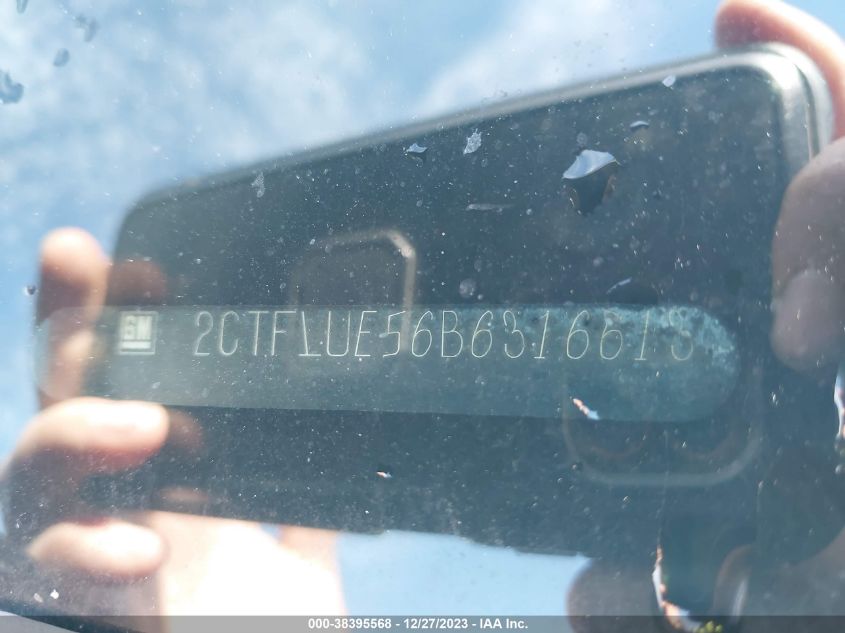 GM 2CTFLUE56B6316613
000-38395568 - 12/27/2023 - IAA Inc.